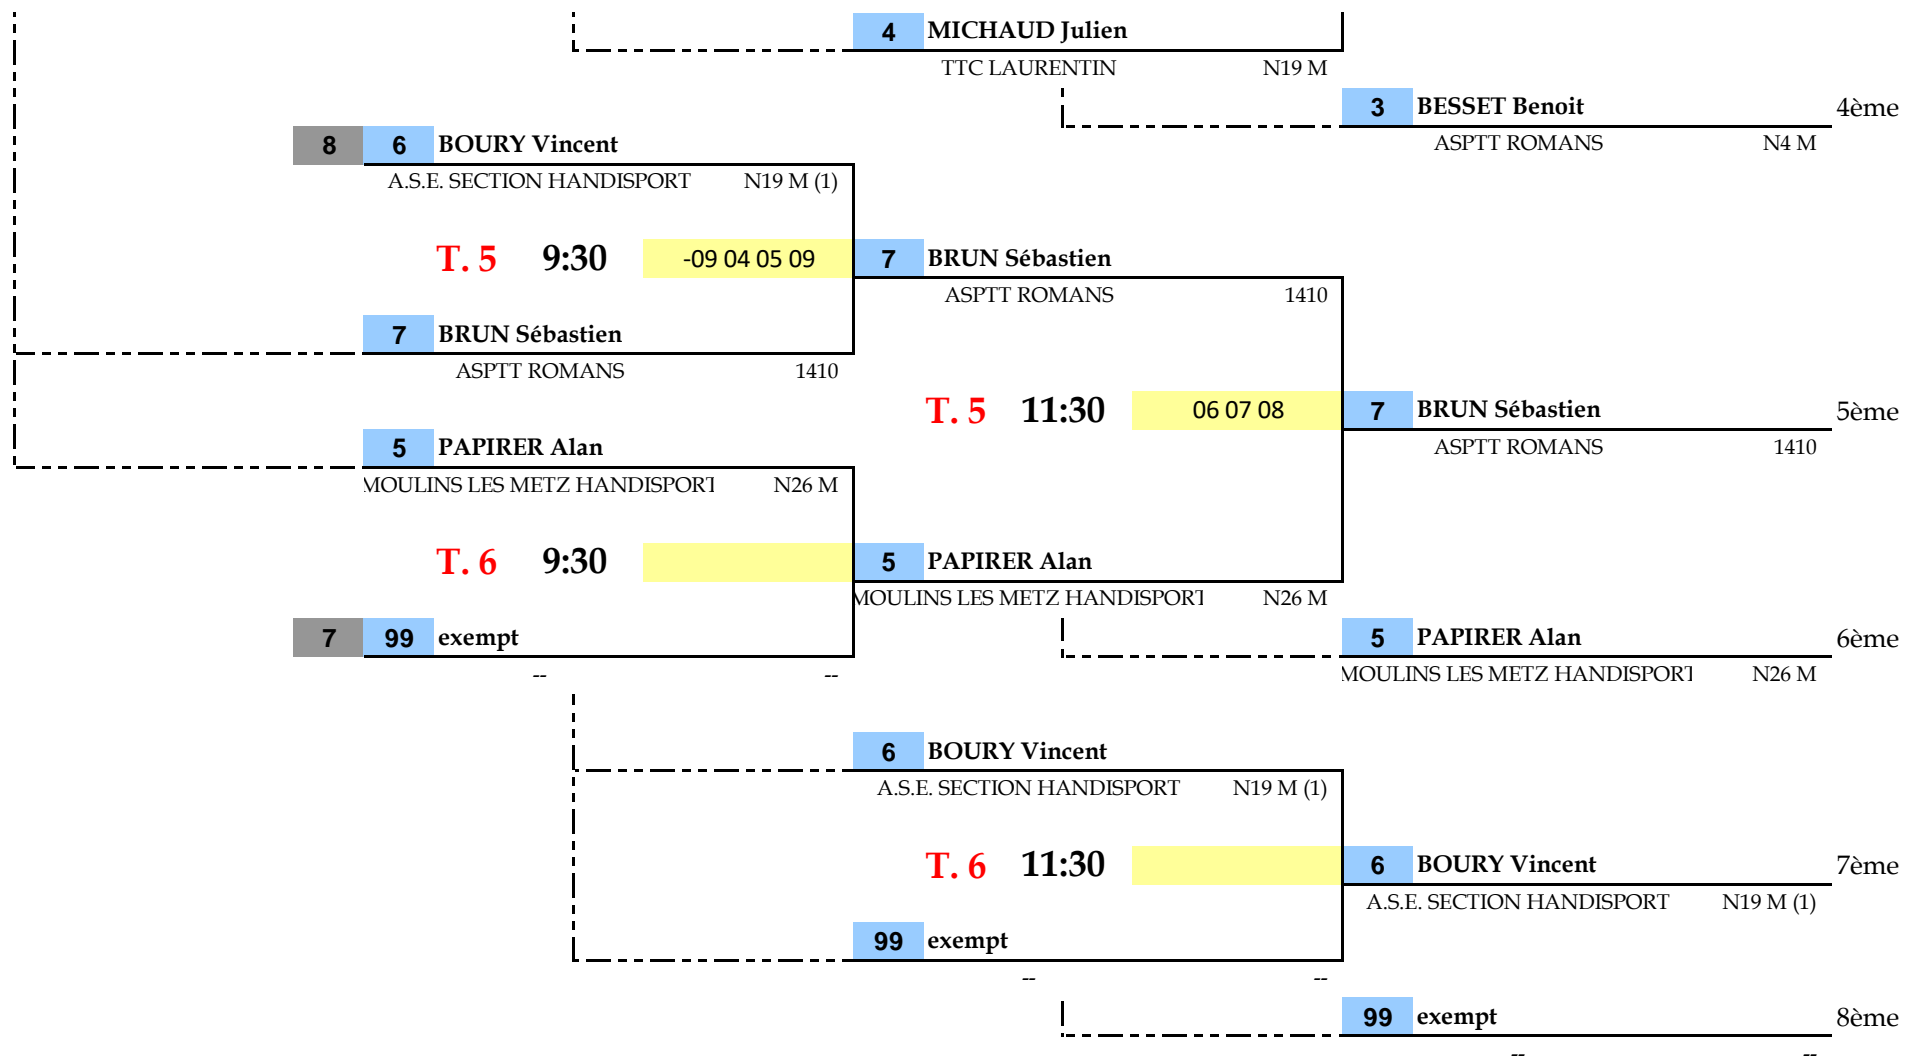 4 MICHAUD Julien
TTC LAURENTIN N19 M
3 BESSET Benoit 4ème
ASPTT ROMANS N4 M
8 6 BOURY Vincent
A.S.E. SECTION HANDISPORT N19 M (1)
T. 5 9:30 -09 04 05 09 7 BRUN Sébastien
ASPTT ROMANS 1410
7 BRUN Sébastien
ASPTT ROMANS 1410
T. 5 11:30 06 07 08 7 BRUN Sébastien 5ème
ASPTT ROMANS 1410
5 PAPIRER Alan
MOULINS LES METZ HANDISPORT N26 M
T. 6 9:30 5 PAPIRER Alan
MOULINS LES METZ HANDISPORT N26 M
7 99 exempt 5 PAPIRER Alan 6ème
-- -- MOULINS LES METZ HANDISPORT N26 M
6 BOURY Vincent
A.S.E. SECTION HANDISPORT N19 M (1)
T. 6 11:30 6 BOURY Vincent 7ème
A.S.E. SECTION HANDISPORT N19 M (1)
99 exempt
-- --
99 exempt 8ème
-- --